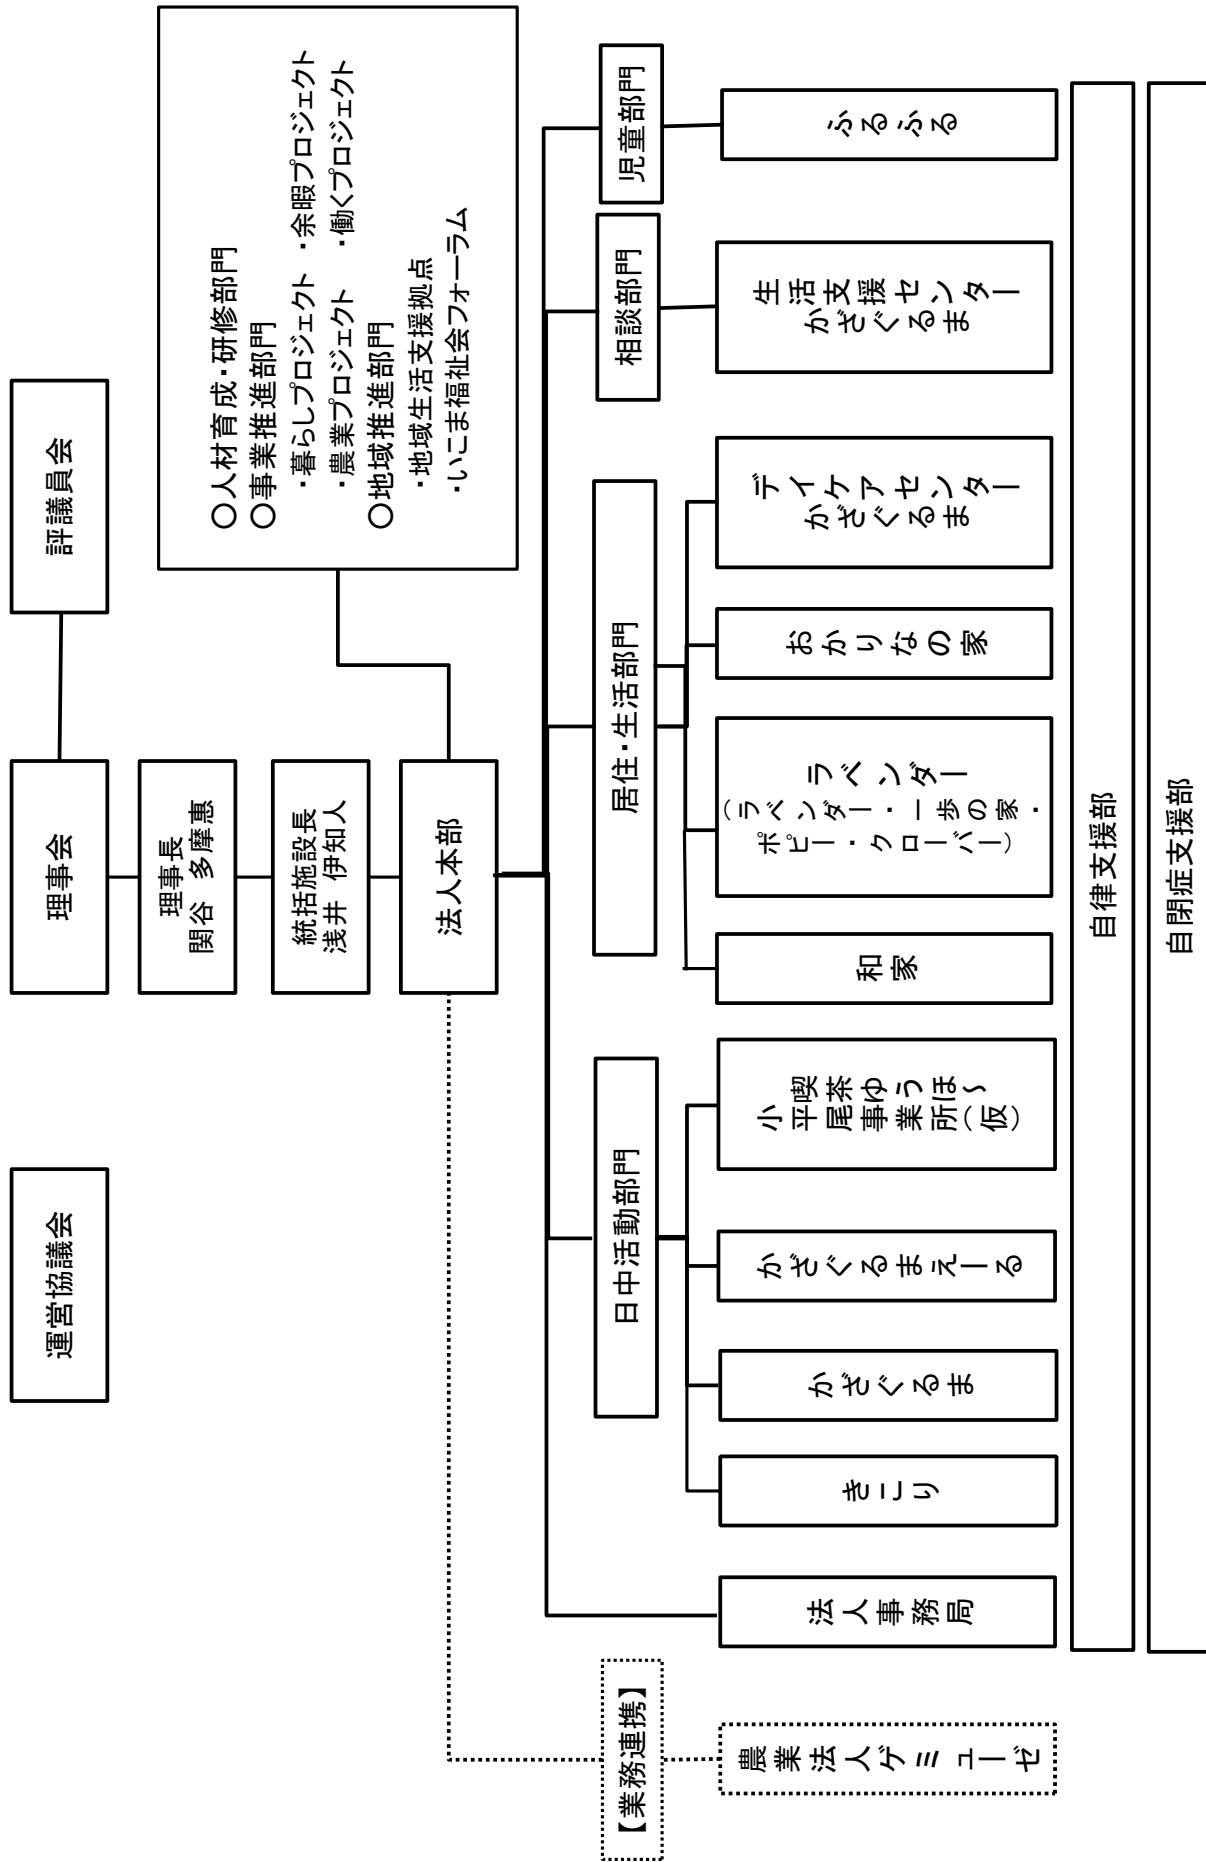 運営協議会
理事会
評議員会
理事長
関谷 多摩恵
統括施設長
浅井 伊知人
法人本部
○人材育成・研修部門
○事業推進部門
・暮らしプロジェクト ・余暇プロジェクト
・農業プロジェクト ・働くプロジェクト
○地域推進部門
・地域生活支援拠点
・いこま福祉会フォーラム
【業務連携】
日中活動部門
居住・生活部門
相談部門
児童部門
農業法人ゲミューゼ
法人事務局
きこり
かざぐるま
かざぐるまえーる
喫茶ゆうほ～
小平尾事業所(仮)
和家
ラベンダー
(ラベンダー・一歩の家・
ポピー・クローバー)
おかりなの家
デイケアセンター
かざぐるま
生活支援センター
かざぐるま
ふるふる
自律支援部
自閉症支援部